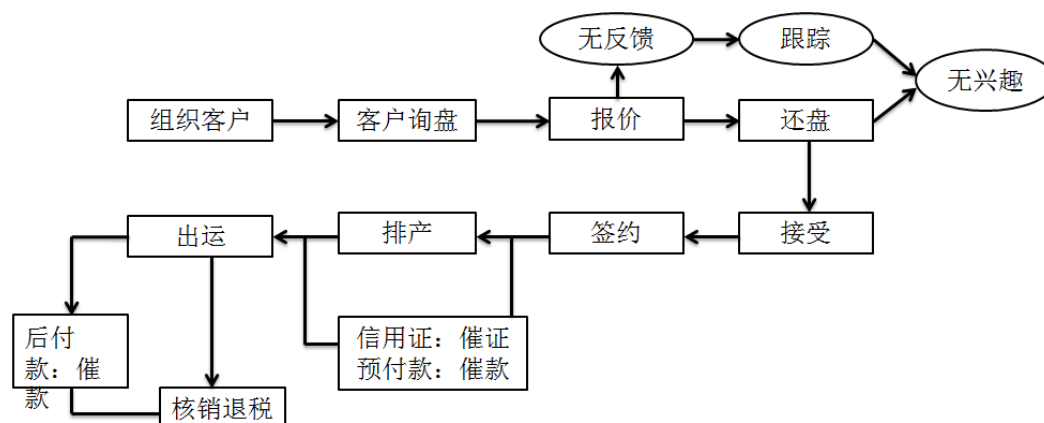 无反馈
跟踪
无兴趣
组织客户
客户询盘
报价
还盘
出运
排产
签约
接受
后付
款：催
款
信用证：催证
预付款：催款
核销退税